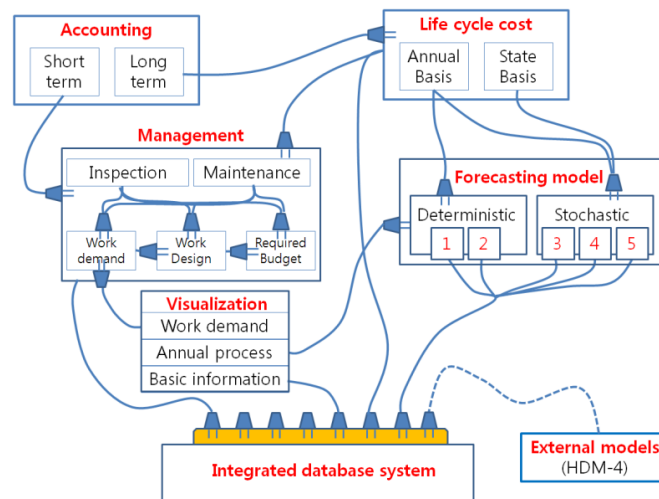 Accounting
Short
term
Long
term
Life cycle cost
Annual
Basis
State
Basis
Management
Inspection
Maintenance
Work
demand
Work
Design
Required
Budget
Forecasting model
Deterministic
1
2
Stochastic
3
4
5
Visualization
Work demand
Annual process
Basic information
Integrated database system
External models
(HDM-4)